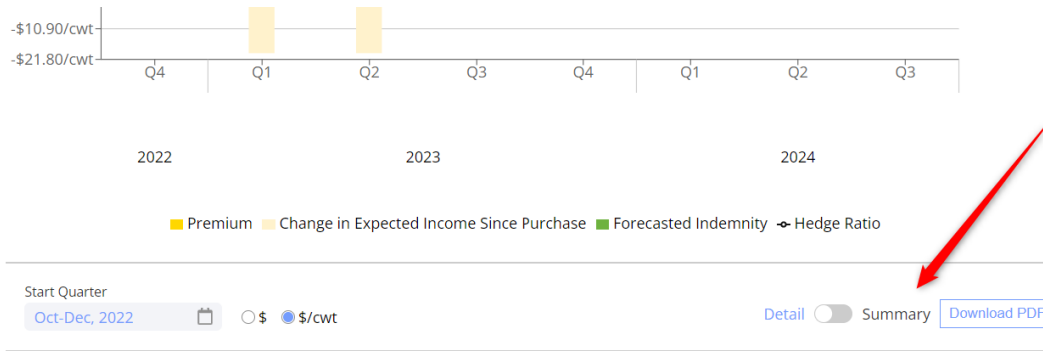 -$10.90/cwt
-$21.80/cwt
Q4 Q1 Q2 Q3 Q4 Q1 Q2 Q3
2022 2023 2024
Premium Change in Expected Income Since Purchase Forecasted Indemnity Hedge Ratio
Start Quarter
Oct-Dec, 2022 $ $/cwt Detail Summary Download PDF